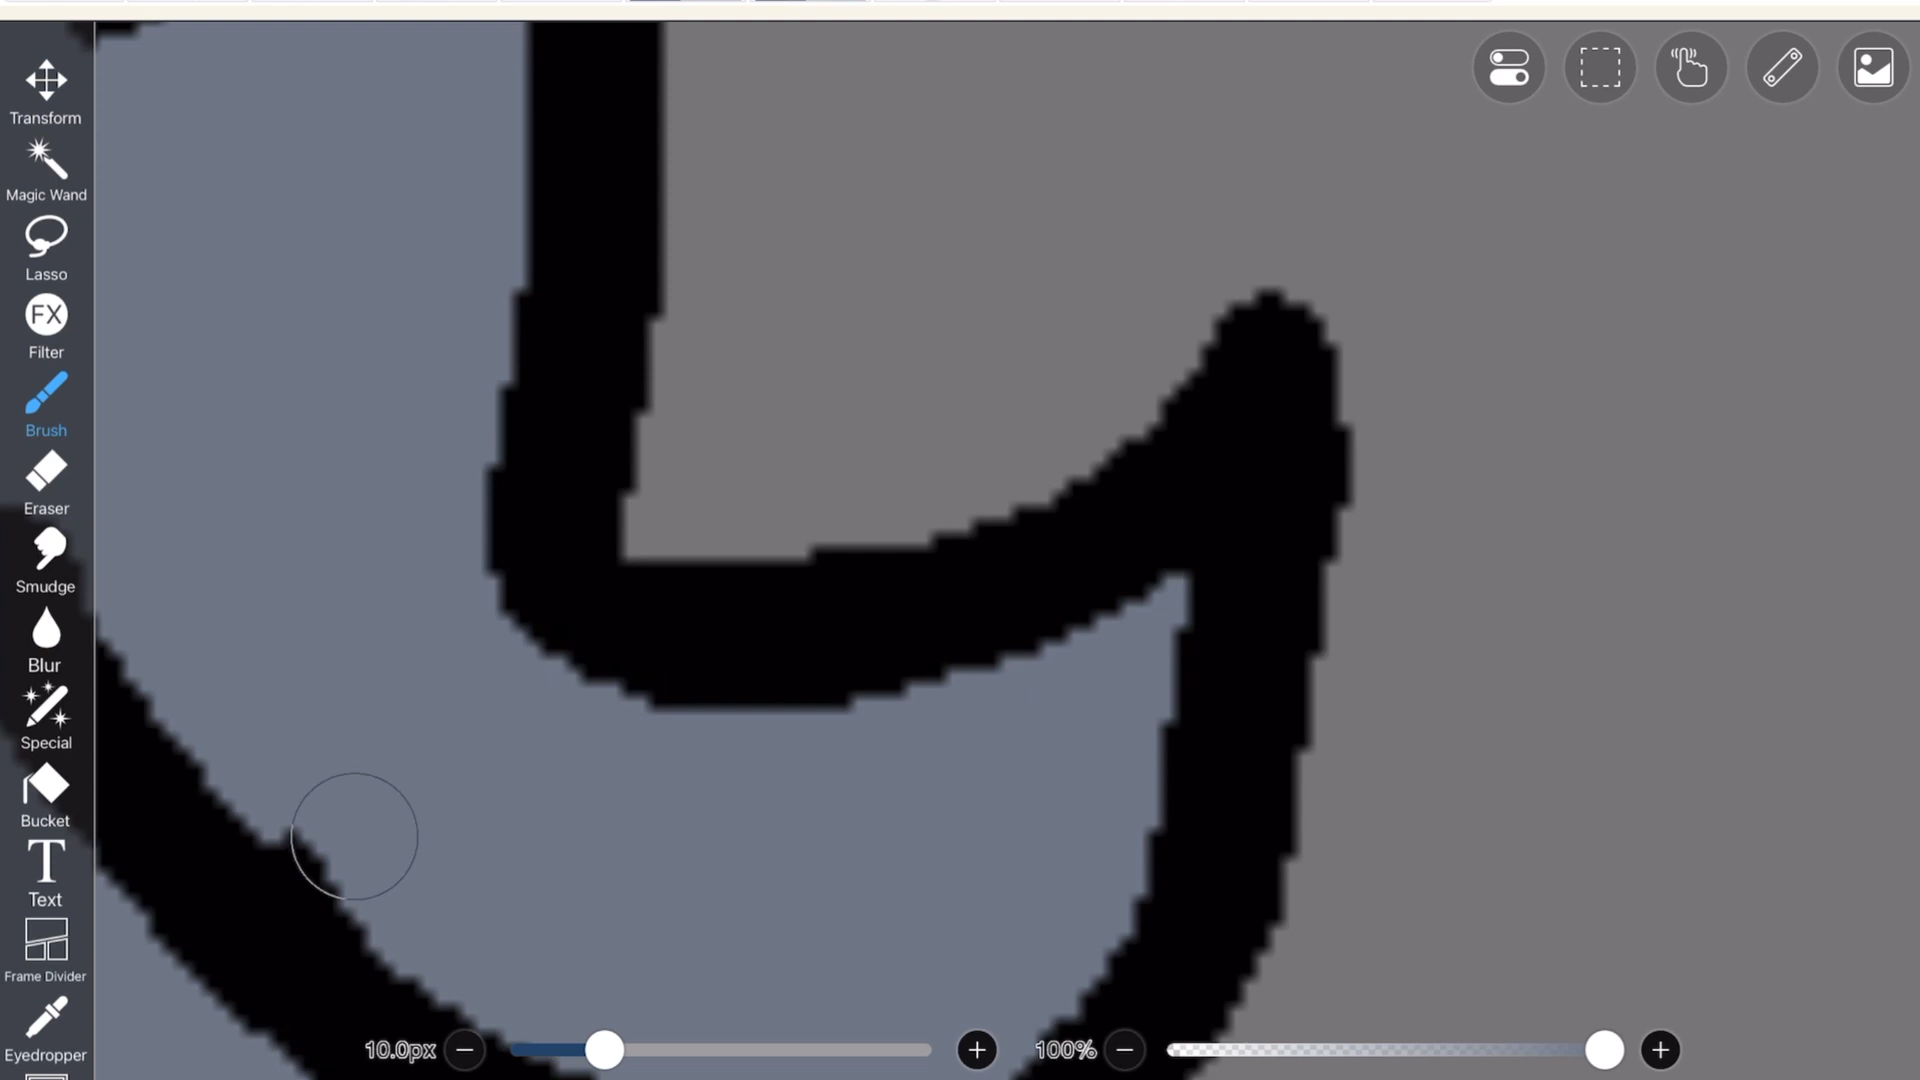 Transform
Magic Wand
Lasso
FX
Filter
Brush
Eraser
Smudge
Blur
Special
Bucket
T
Text
Frame Divider
Eyedropper
10.0px
100%